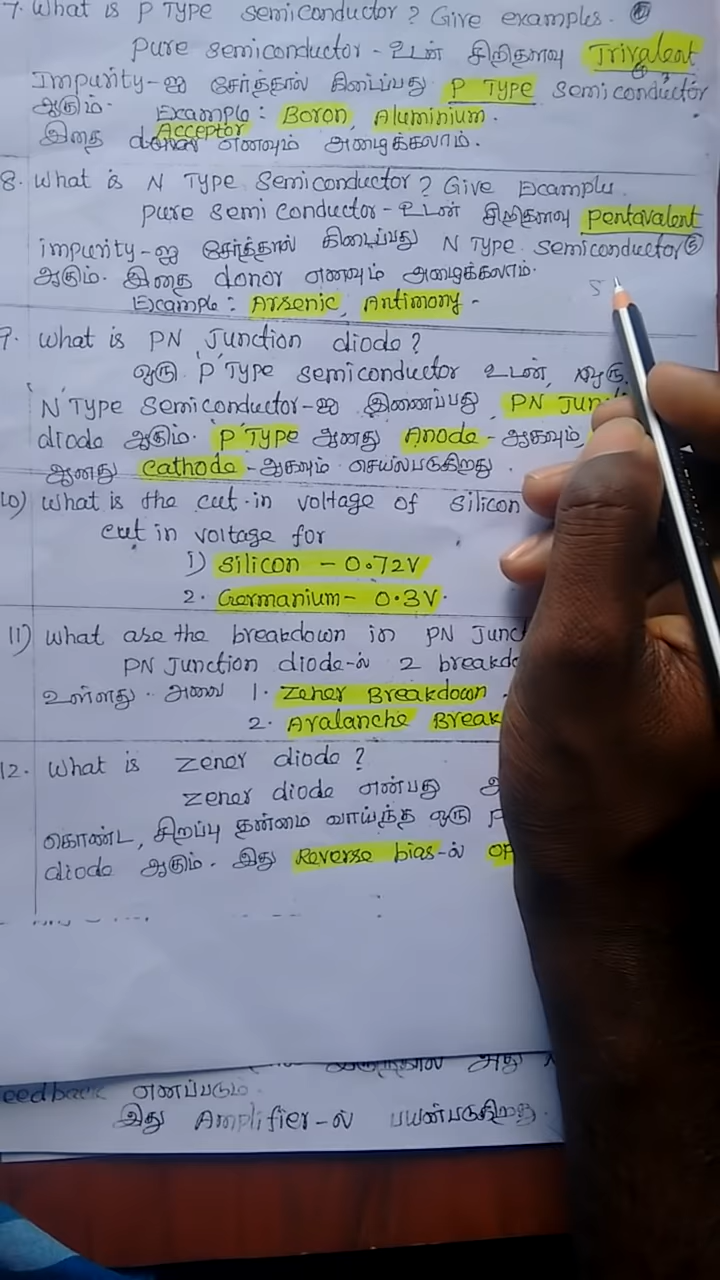 7. What is P Type semiconductor? Give examples.
pure semiconductor - உடன் சிறிதளவு Trivalent
Impurity-ஐ சேர்த்தால் கிடைப்பது P TYPE semiconductor
ஆகும். Example: Boron, Aluminium.
Acceptor
இதை donar எனவும் அழைக்கலாம்.
8. What is N Type Semiconductor? Give Example.
pure semi conductor - உடன் சிறிதளவு pentavalent
impurity-ஐ சேர்த்தால் கிடைப்பது N TYPE semiconductor 5
ஆகும். இதை donor எனவும் அழைக்கலாம்.
5
Example: Arsenic, Antimony -
9. What is PN Junction diode?
ஒரு 'P' Type semiconductor உடன், ஒரு
'N' Type Semiconductor-ஐ இணைப்பது PN Jun
diode ஆகும். 'P' TYPE ஆனது Anode - ஆகவும்
ஆனது cathode - ஆகவும் செயல்படுகிறது.
10) What is the cut-in voltage of silicon
cut in voltage for
1) silicon - 0.72V
2. Germanium - 0.3V.
11) What are the breakdown in PN Junc
PN Junction diode-ல் 2 breakdo
உள்ளது. அவை 1. Zener Breakdown
2. Avalanche Break
12. What is zener diode?
zener diode என்பது அ
கொண்ட, சிறப்பு தன்மை வாய்ந்த ஒரு P
diode ஆகும். இது Reverse bias-ல் op
அது
eedback எனப்படும்.
இது Amplifier-ல் பயன்படுகிறது.